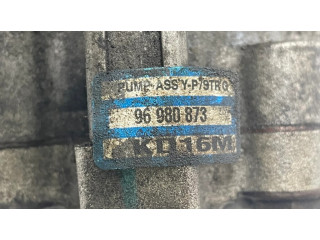 PUMP ASS'Y-P/STRG
96 980 873
KD16M